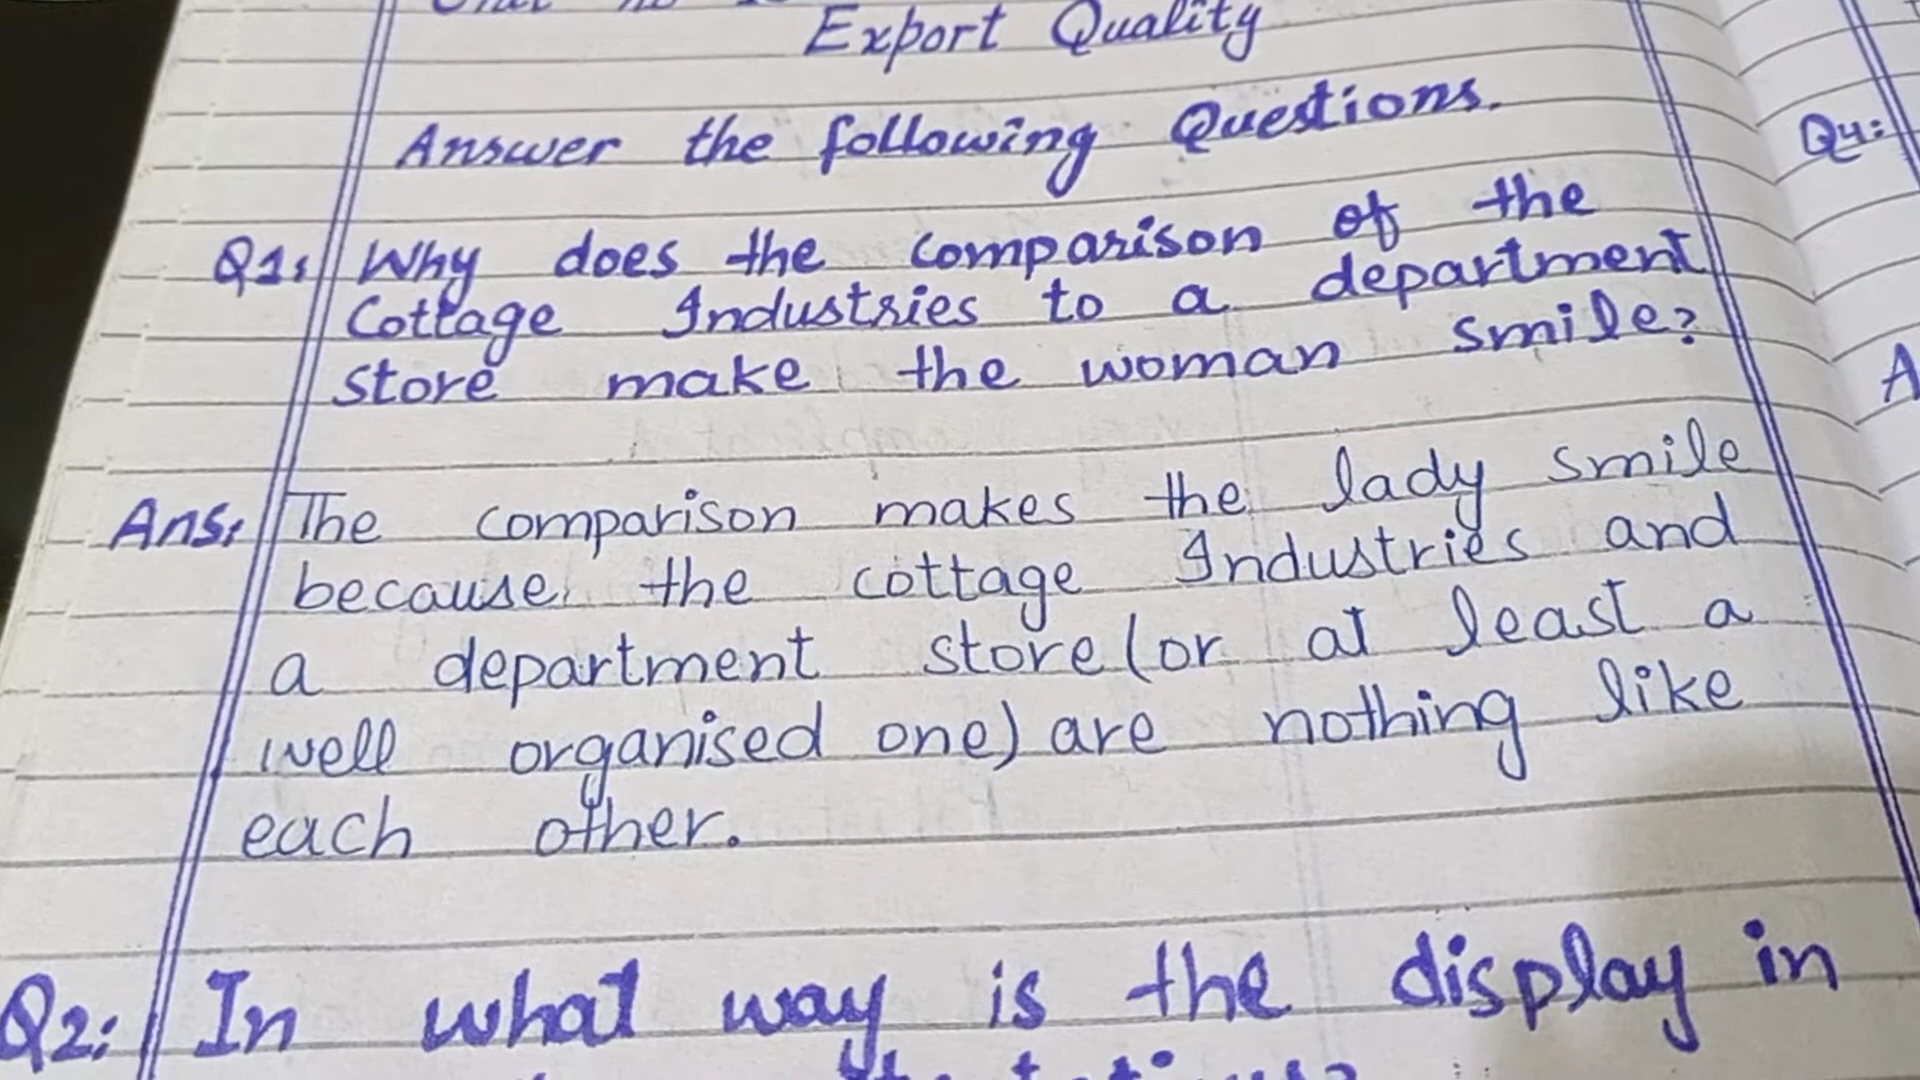 Export Quality
Answer the following Questions.
Q1: Why does the comparison of the
Cottage Industries to a department
store make the woman smile?
Ans: The comparison makes the lady smile
because the cottage Industries and
a department store (or at least a
well organised one) are nothing like
each other.
Q2: In what way is the display in
Q4:
A